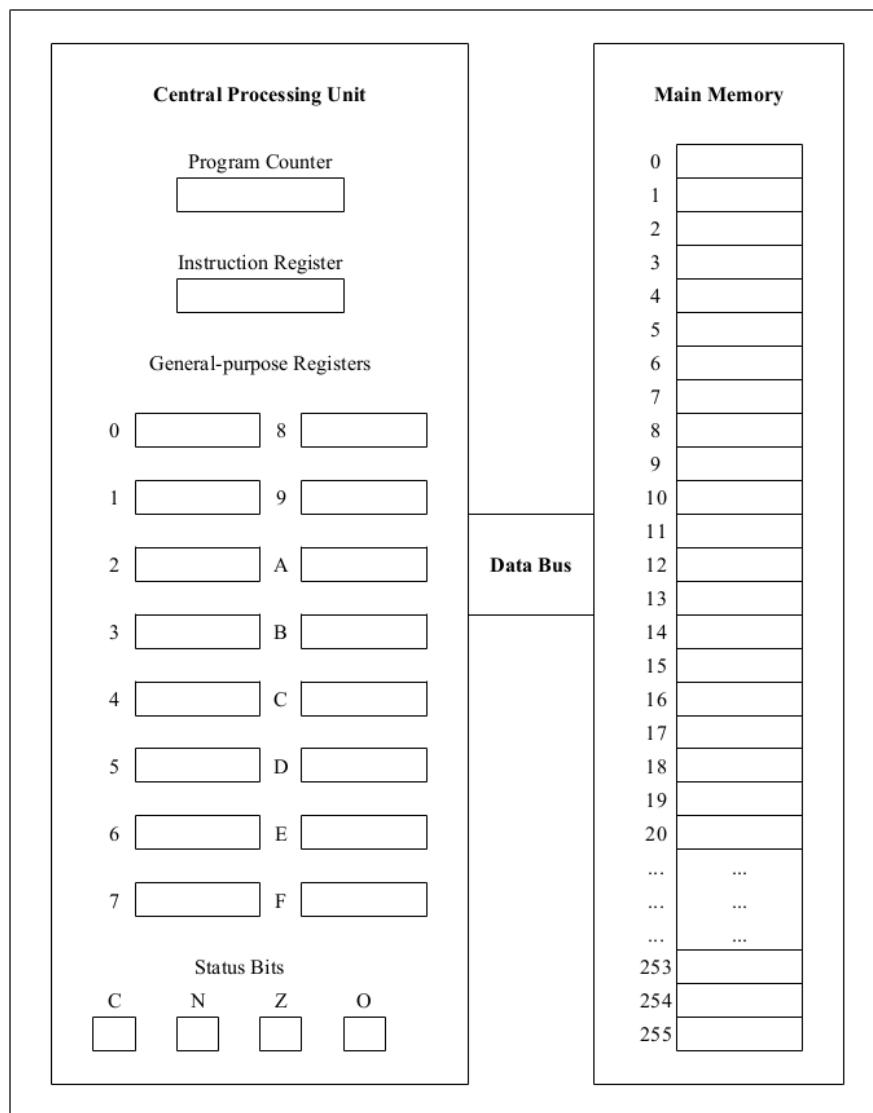 Central Processing Unit
Program Counter
Instruction Register
General-purpose Registers
0 8
1 9
2 A
3 B
4 C
5 D
6 E
7 F
Status Bits
C N Z O
Data Bus
Main Memory
0
1
2
3
4
5
6
7
8
9
10
11
12
13
14
15
16
17
18
19
20
... ...
... ...
... ...
253
254
255